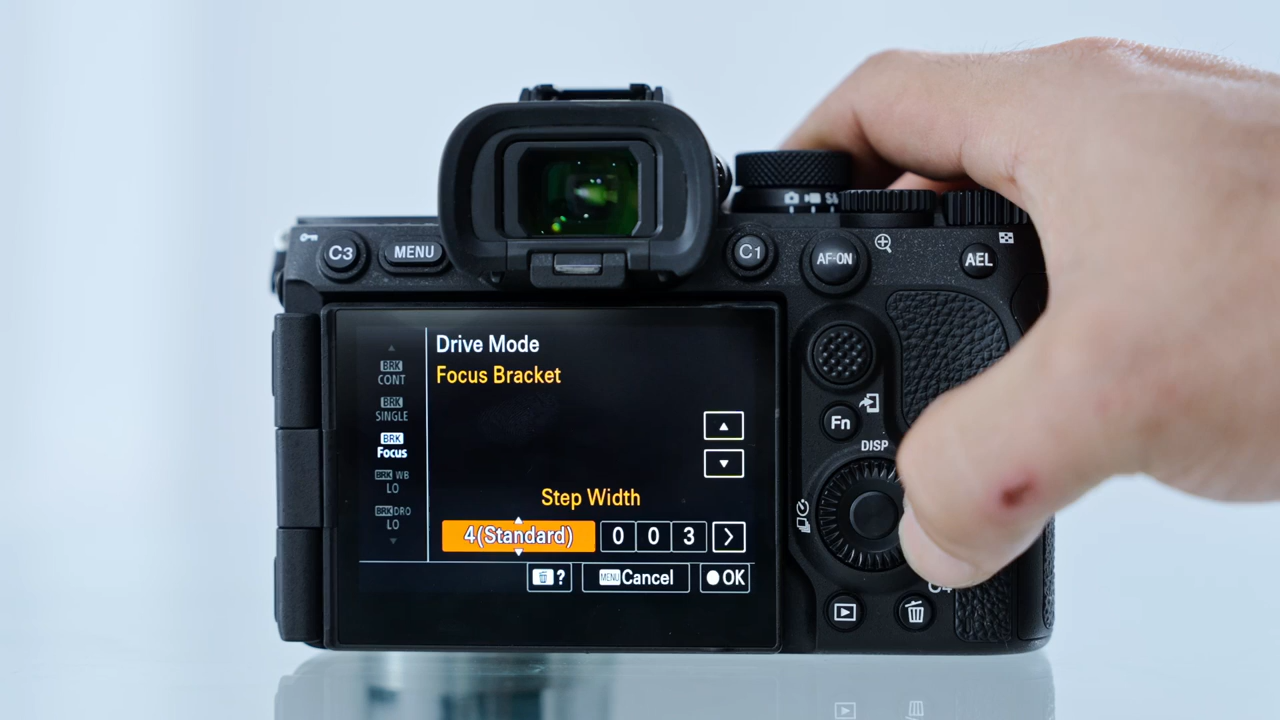 S&
C3
MENU
C1
AF-ON
AEL
Drive Mode
Focus Bracket
BRK
CONT
BRK
SINGLE
BRK
Focus
BRK WB
LO
BRK DRO
LO
Step Width
4(Standard)
0 0 3
?
MENU Cancel
OK
Fn
DISP
C4